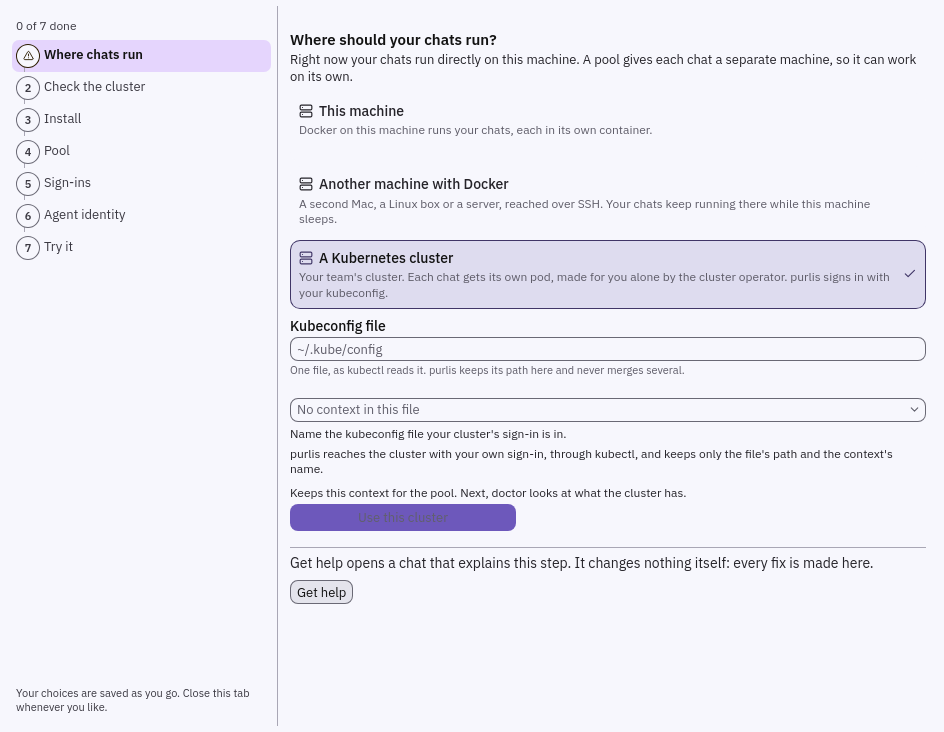 0 of 7 done
Where chats run
2 Check the cluster
3 Install
4 Pool
5 Sign-ins
6 Agent identity
7 Try it
Your choices are saved as you go. Close this tab
whenever you like.
Where should your chats run?
Right now your chats run directly on this machine. A pool gives each chat a separate machine, so it can work
on its own.
This machine
Docker on this machine runs your chats, each in its own container.
Another machine with Docker
A second Mac, a Linux box or a server, reached over SSH. Your chats keep running there while this machine
sleeps.
A Kubernetes cluster
Your team's cluster. Each chat gets its own pod, made for you alone by the cluster operator. purlis signs in with
your kubeconfig.
Kubeconfig file
~/.kube/config
One file, as kubectl reads it. purlis keeps its path here and never merges several.
No context in this file
Name the kubeconfig file your cluster's sign-in is in.
purlis reaches the cluster with your own sign-in, through kubectl, and keeps only the file's path and the context's
name.
Keeps this context for the pool. Next, doctor looks at what the cluster has.
Use this cluster
Get help opens a chat that explains this step. It changes nothing itself: every fix is made here.
Get help